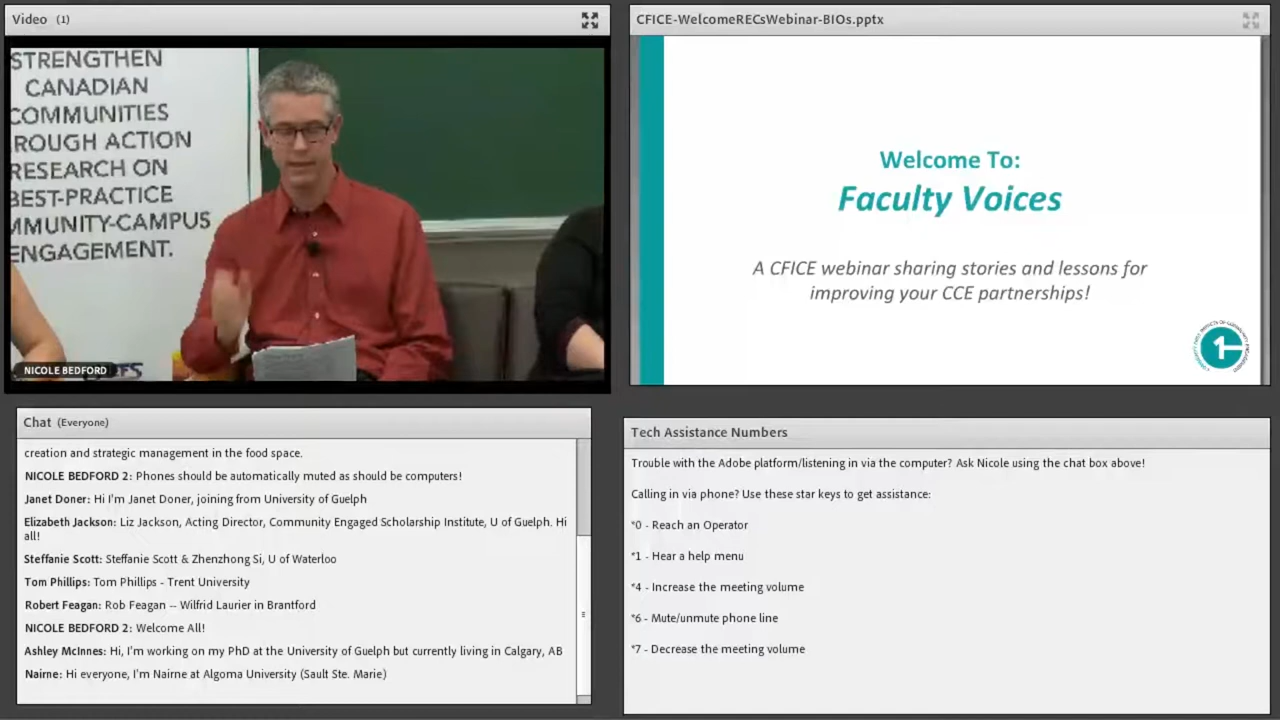 Video (1)
STRENGTHEN
CANADIAN
COMMUNITIES
ROUGH ACTION
RESEARCH ON
BEST-PRACTICE
MMUNITY-CAMPUS
ENGAGEMENT.
NICOLE BEDFORD
CFICE-WelcomeRECsWebinar-BIOs.pptx
Welcome To:
Faculty Voices
A CFICE webinar sharing stories and lessons for
improving your CCE partnerships!
Chat (Everyone)
creation and strategic management in the food space.
NICOLE BEDFORD 2: Phones should be automatically muted as should be computers!
Janet Doner: Hi I'm Janet Doner, joining from University of Guelph
Elizabeth Jackson: Liz Jackson, Acting Director, Community Engaged Scholarship Institute, U of Guelph. Hi
all!
Steffanie Scott: Steffanie Scott & Zhenzhong Si, U of Waterloo
Tom Phillips: Tom Phillips - Trent University
Robert Feagan: Rob Feagan -- Wilfrid Laurier in Brantford
NICOLE BEDFORD 2: Welcome All!
Ashley McInnes: Hi, I'm working on my PhD at the University of Guelph but currently living in Calgary, AB
Nairne: Hi everyone, I'm Nairne at Algoma University (Sault Ste. Marie)
Tech Assistance Numbers
Trouble with the Adobe platform/listening in via the computer? Ask Nicole using the chat box above!
Calling in via phone? Use these star keys to get assistance:
*0 - Reach an Operator
*1 - Hear a help menu
*4 - Increase the meeting volume
*6 - Mute/unmute phone line
*7 - Decrease the meeting volume